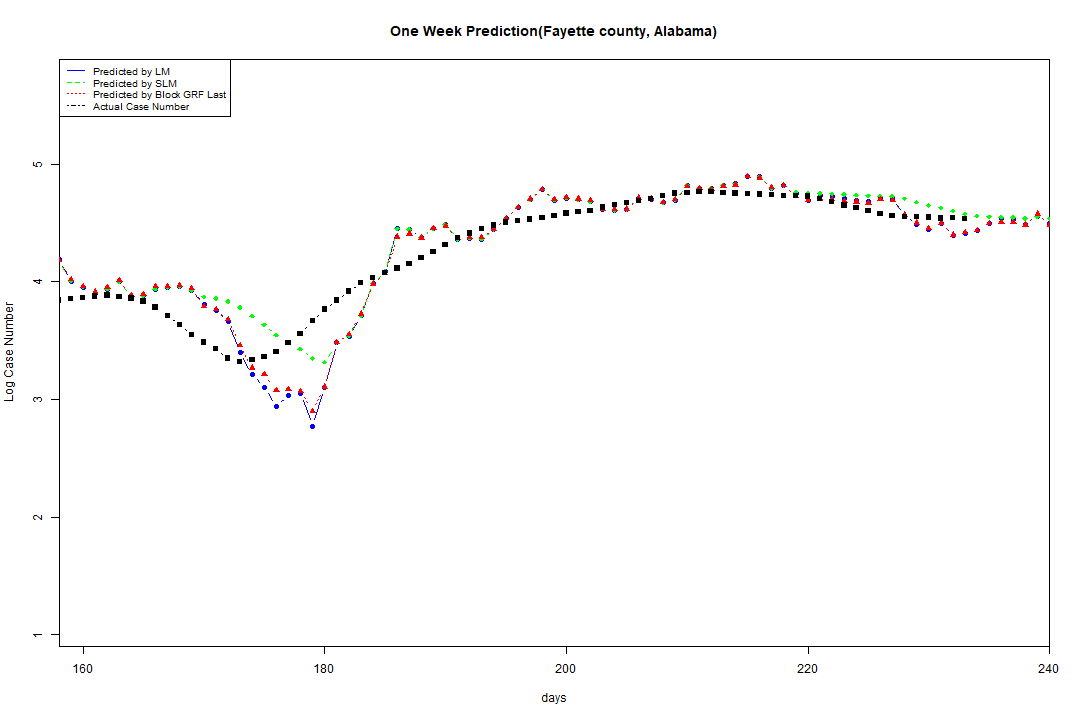 One Week Prediction(Fayette county, Alabama)
Predicted by LM
Predicted by SLM
Predicted by Block GRF Last
Actual Case Number
5
4
3
2
1
Log Case Number
160 180 200 220 240
days